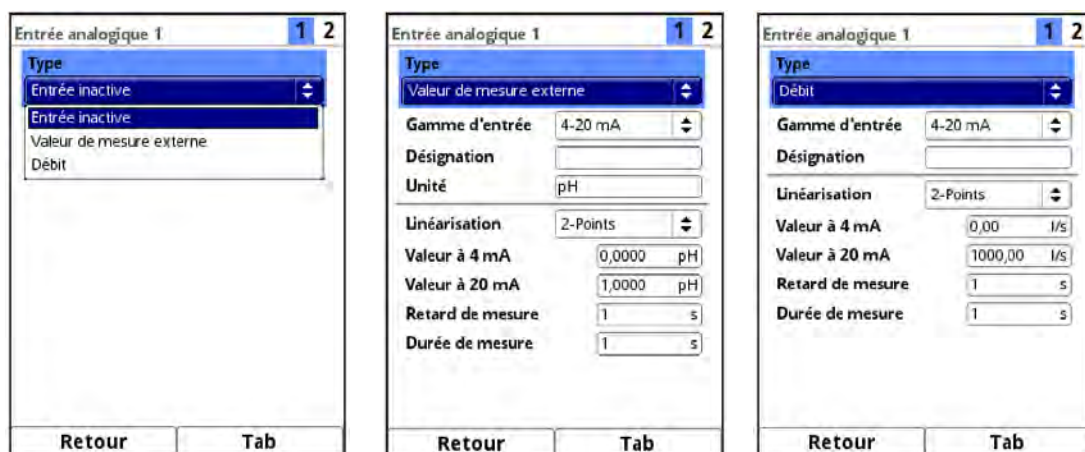 Entrée analogique 1 1 2
Type
Entrée inactive
Entrée inactive
Valeur de mesure externe
Débit
Retour Tab
Entrée analogique 1 1 2
Type
Valeur de mesure externe
Gamme d'entrée 4-20 mA
Désignation
Unité pH
Linéarisation 2-Points
Valeur à 4 mA 0,0000 pH
Valeur à 20 mA 1,0000 pH
Retard de mesure 1 s
Durée de mesure 1 s
Retour Tab
Entrée analogique 1 1 2
Type
Débit
Gamme d'entrée 4-20 mA
Désignation
Linéarisation 2-Points
Valeur à 4 mA 0,00 l/s
Valeur à 20 mA 1000,00 l/s
Retard de mesure 1 s
Durée de mesure 1 s
Retour Tab